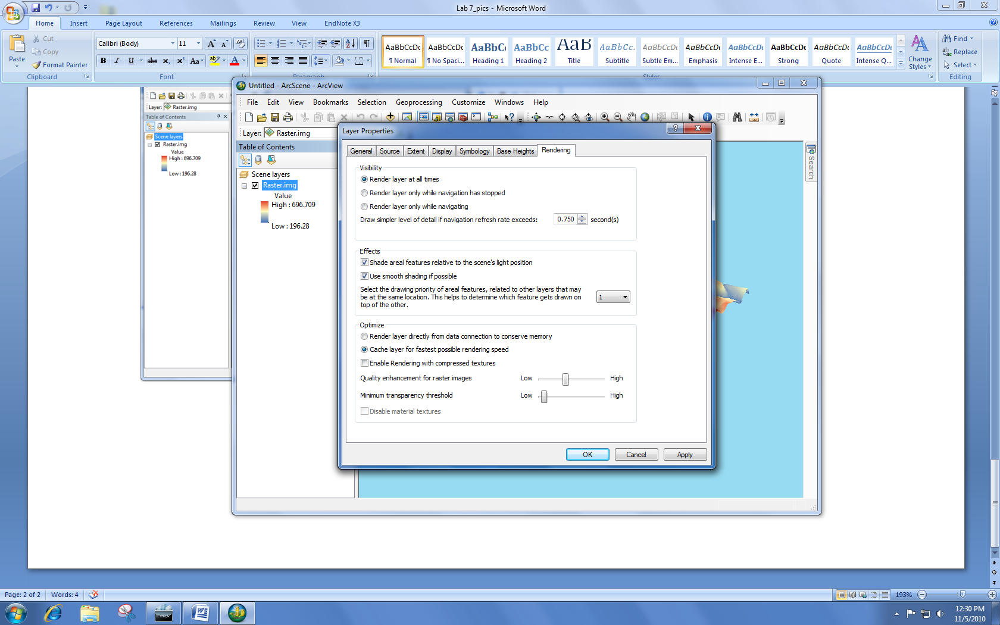 Lab 7_pics - Microsoft Word
Home Insert Page Layout References Mailings Review View EndNote X3
Paste
Cut
Copy
Format Painter
Clipboard
Calibri (Body) 11
Font
Paragraph
AaBbCcDc AaBbCcDc AaBbC AaBbCc AaB AaBbCc. AaBbCcDc AaBbCcDc AaBbCcDc AaBbCcDc AaBbCcDc AaBbCcDc
¶ Normal ¶ No Spaci... Heading 1 Heading 2 Title Subtitle Subtle Em... Emphasis Intense E... Strong Quote Intense Q...
Change Styles
Styles
Find
Replace
Select
Editing
Layer: Raster.img
Table of Contents
Scene layers
Raster.img
Value
High : 696.709
Low : 196.28
Untitled - ArcScene - ArcView
File Edit View Bookmarks Selection Geoprocessing Customize Windows Help
Layer: Raster.img
Table of Contents
Scene layers
Raster.img
Value
High : 696.709
Low : 196.28
Search
Layer Properties
General Source Extent Display Symbology Base Heights Rendering
Visibility
Render layer at all times
Render layer only while navigation has stopped
Render layer only while navigating
Draw simpler level of detail if navigation refresh rate exceeds: 0.750 second(s)
Effects
Shade areal features relative to the scene's light position
Use smooth shading if possible
Select the drawing priority of areal features, related to other layers that may
be at the same location. This helps to determine which feature gets drawn on
top of the other.
1
Optimize
Render layer directly from data connection to conserve memory
Cache layer for fastest possible rendering speed
Enable Rendering with compressed textures
Quality enhancement for raster images Low High
Minimum transparency threshold Low High
Disable material textures
OK Cancel Apply
Page: 2 of 2 Words: 4 193%
12:30 PM
11/5/2010